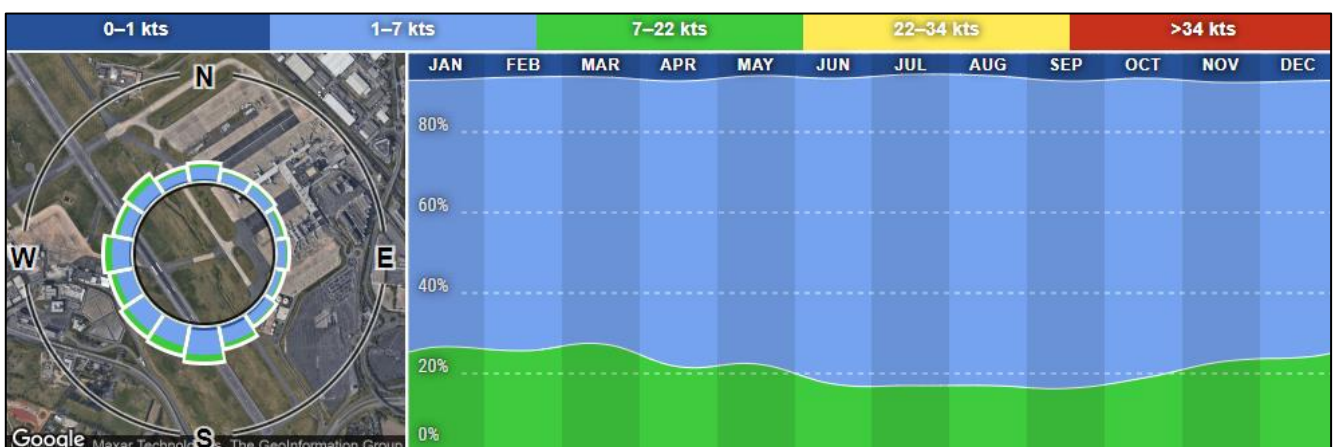 0–1 kts 1–7 kts 7–22 kts 22–34 kts >34 kts
JAN FEB MAR APR MAY JUN JUL AUG SEP OCT NOV DEC
N
80%
60%
W E
40%
20%
S
0%
Google The GeoInformation Group